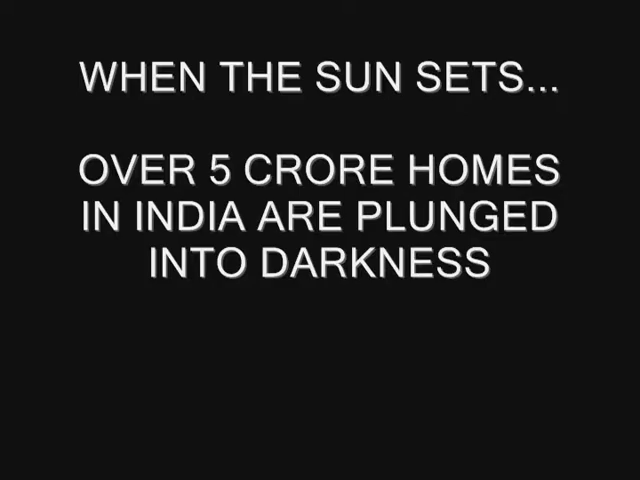 WHEN THE SUN SETS...
OVER 5 CRORE HOMES
IN INDIA ARE PLUNGED
INTO DARKNESS